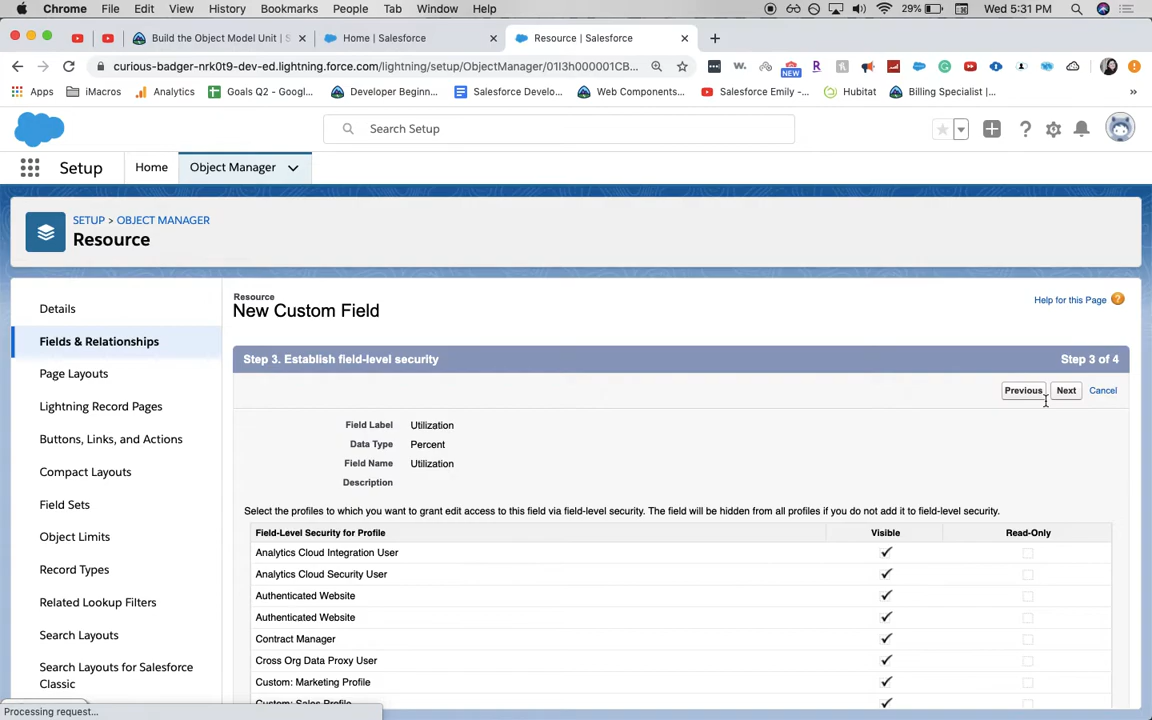 Chrome File Edit View History Bookmarks People Tab Window Help 29% Wed 5:31 PM
Build the Object Model Unit | S Home | Salesforce Resource | Salesforce
curious-badger-nrk0t9-dev-ed.lightning.force.com/lightning/setup/ObjectManager/01I3h000001CB...
NEW
Apps iMacros Analytics Goals Q2 - Googl... Developer Beginn... Salesforce Develo... Web Components... Salesforce Emily -... Hubitat Billing Specialist |... »
Search Setup
Setup Home Object Manager
SETUP > OBJECT MANAGER
Resource
Details
Fields & Relationships
Page Layouts
Lightning Record Pages
Buttons, Links, and Actions
Compact Layouts
Field Sets
Object Limits
Record Types
Related Lookup Filters
Search Layouts
Search Layouts for Salesforce
Classic
Resource
New Custom Field
Help for this Page
Step 3. Establish field-level security Step 3 of 4
Previous Next Cancel
Field Label Utilization
Data Type Percent
Field Name Utilization
Description
Select the profiles to which you want to grant edit access to this field via field-level security. The field will be hidden from all profiles if you do not add it to field-level security.
Field-Level Security for Profile Visible Read-Only
Analytics Cloud Integration User
Analytics Cloud Security User
Authenticated Website
Authenticated Website
Contract Manager
Cross Org Data Proxy User
Custom: Marketing Profile
Custom: Sales Profile
Processing request...